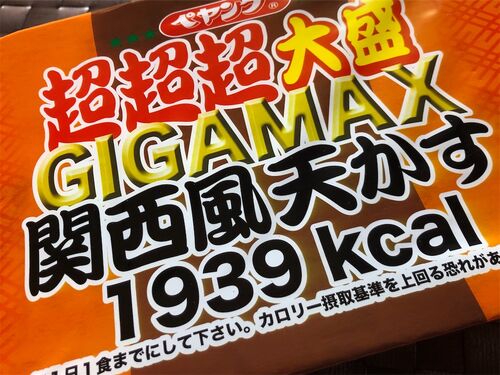 ペヤング
超超超大盛
GIGAMAX
関西風天かす
1939 kcal
1日1食までにして下さい。カロリー摂取基準を上回る恐れがあ